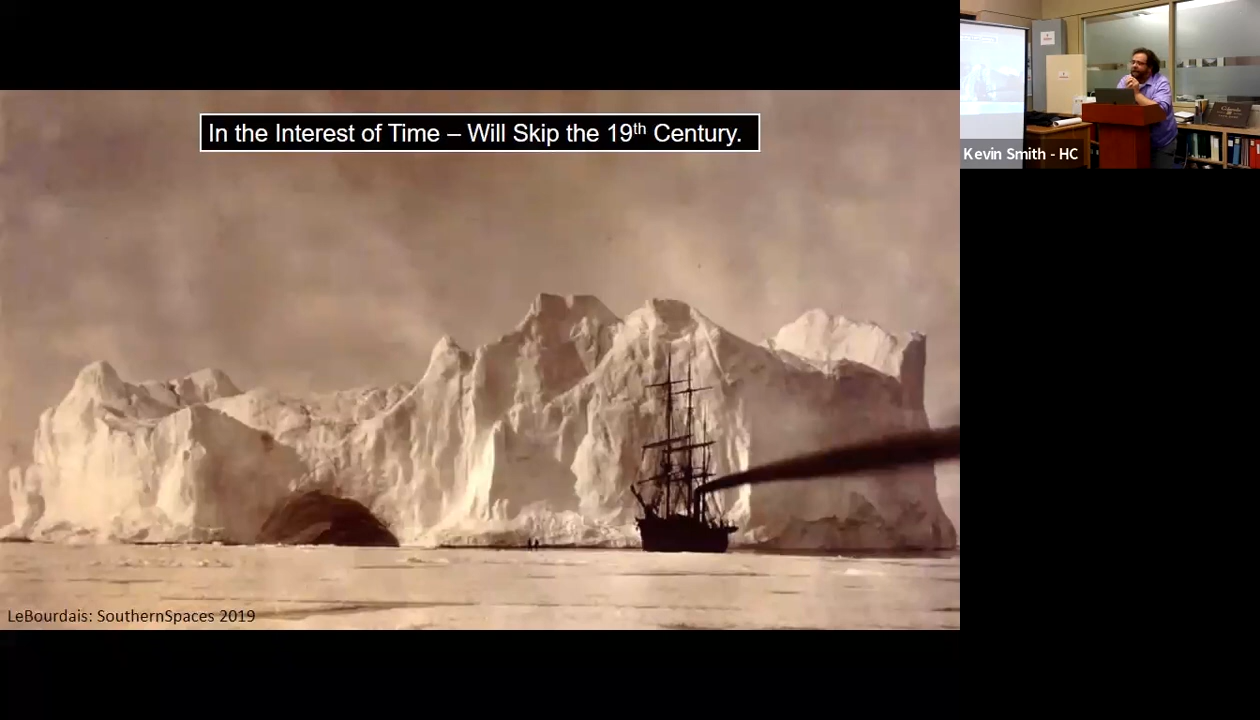 In the Interest of Time – Will Skip the 19th Century.
Kevin Smith - HC
LeBourdais: SouthernSpaces 2019